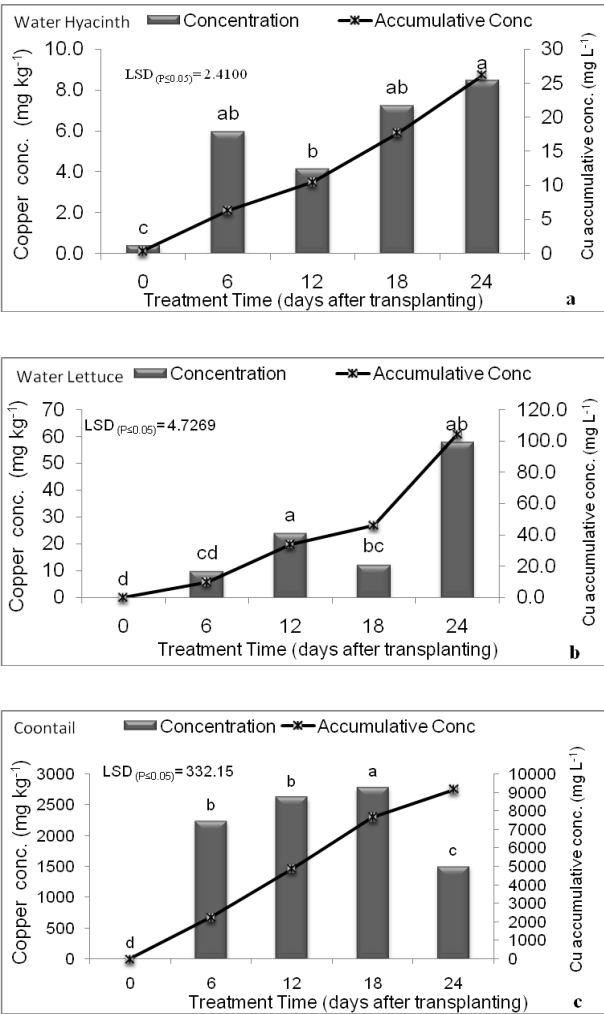 Water Hyacinth Concentration Accumulative Conc
Copper conc. (mg kg⁻¹)
10.0
8.0
6.0
4.0
2.0
0.0
LSD (P≤0.05)= 2.4100
c
ab
b
ab
a
30
25
20
15
10
5
0
Cu accumulative conc. (mg L⁻¹)
0 6 12 18 24
Treatment Time (days after transplanting)
a
Water Lettuce Concentration Accumulative Conc
Copper conc. (mg kg⁻¹)
70
60
50
40
30
20
10
0
LSD (P≤0.05)= 4.7269
d
cd
a
bc
ab
120.0
100.0
80.0
60.0
40.0
20.0
0.0
Cu accumulative conc. (mg L⁻¹)
0 6 12 18 24
Treatment Time (days after transplanting)
b
Coontail Concentration Accumulative Conc
Copper conc. (mg kg⁻¹)
3000
2500
2000
1500
1000
500
0
LSD (P≤0.05)= 332.15
d
b
b
a
c
10000
9000
8000
7000
6000
5000
4000
3000
2000
1000
0
Cu accumulative conc. (mg L⁻¹)
0 6 12 18 24
Treatment Time (days after transplanting)
c